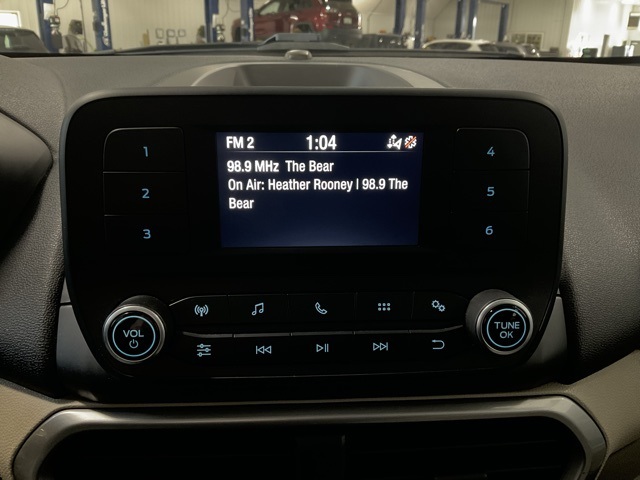 FM 2 1:04
98.9 MHz The Bear
On Air: Heather Rooney | 98.9 The
Bear
1
2
3
4
5
6
VOL
TUNE
OK